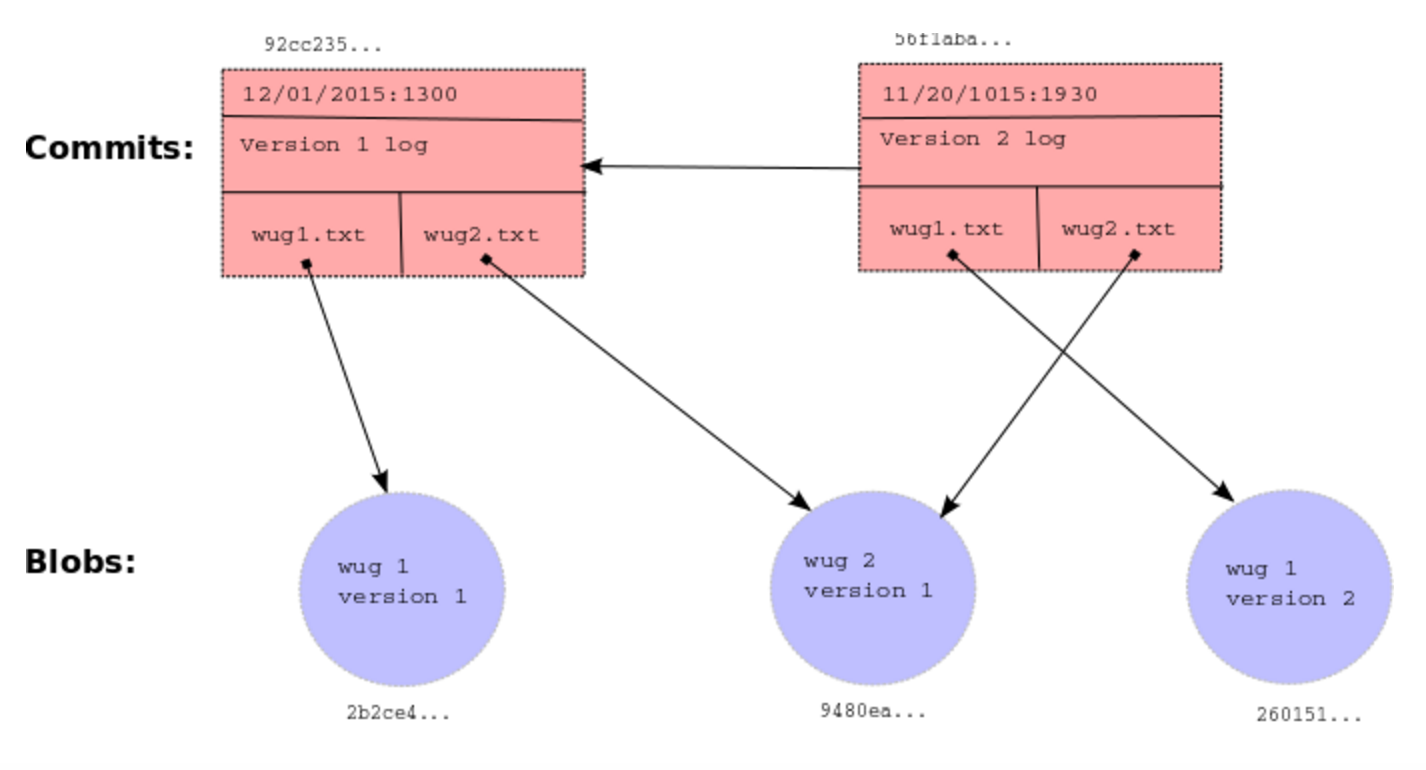 92cc235...
56f1aba...
12/01/2015:1300
11/20/1015:1930
Commits:
Version 1 log
Version 2 log
wug1.txt
wug2.txt
wug1.txt
wug2.txt
Blobs:
wug 1
version 1
wug 2
version 1
wug 1
version 2
2b2ce4...
9480ea...
260151...